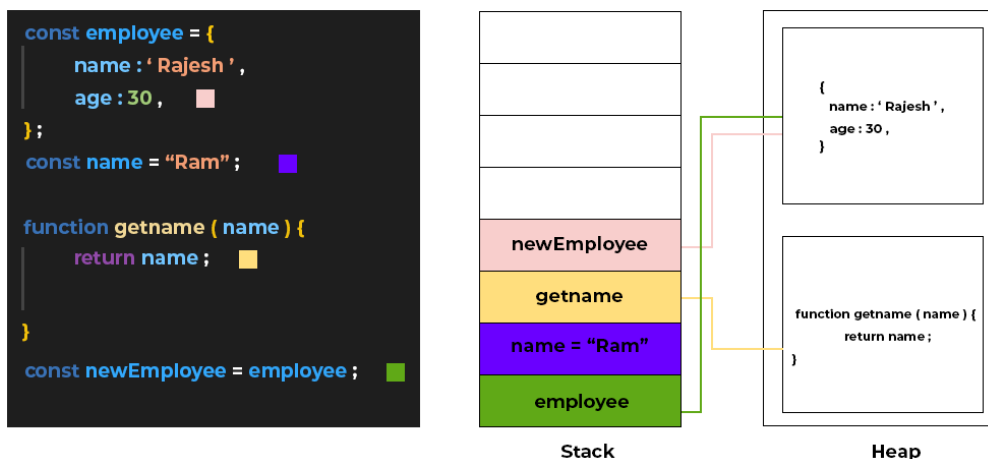 const employee = {
name : ‘ Rajesh ’ ,
age : 30 ,
} ;
const name = “Ram” ;
function getname ( name ) {
return name ;
}
const newEmployee = employee ;
newEmployee
getname
name = “Ram”
employee
Stack
{
name : ‘ Rajesh ’ ,
age : 30 ,
}
function getname ( name ) {
return name ;
}
Heap